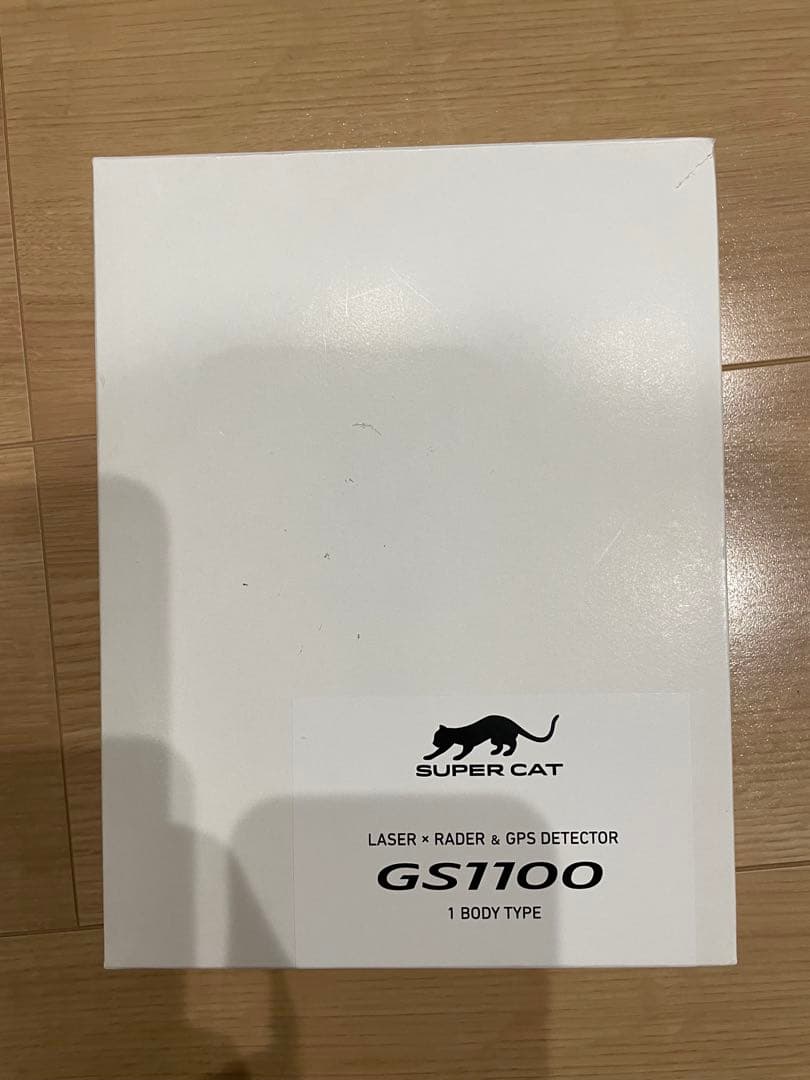 SUPER CAT
LASER × RADER & GPS DETECTOR
GS1100
1 BODY TYPE